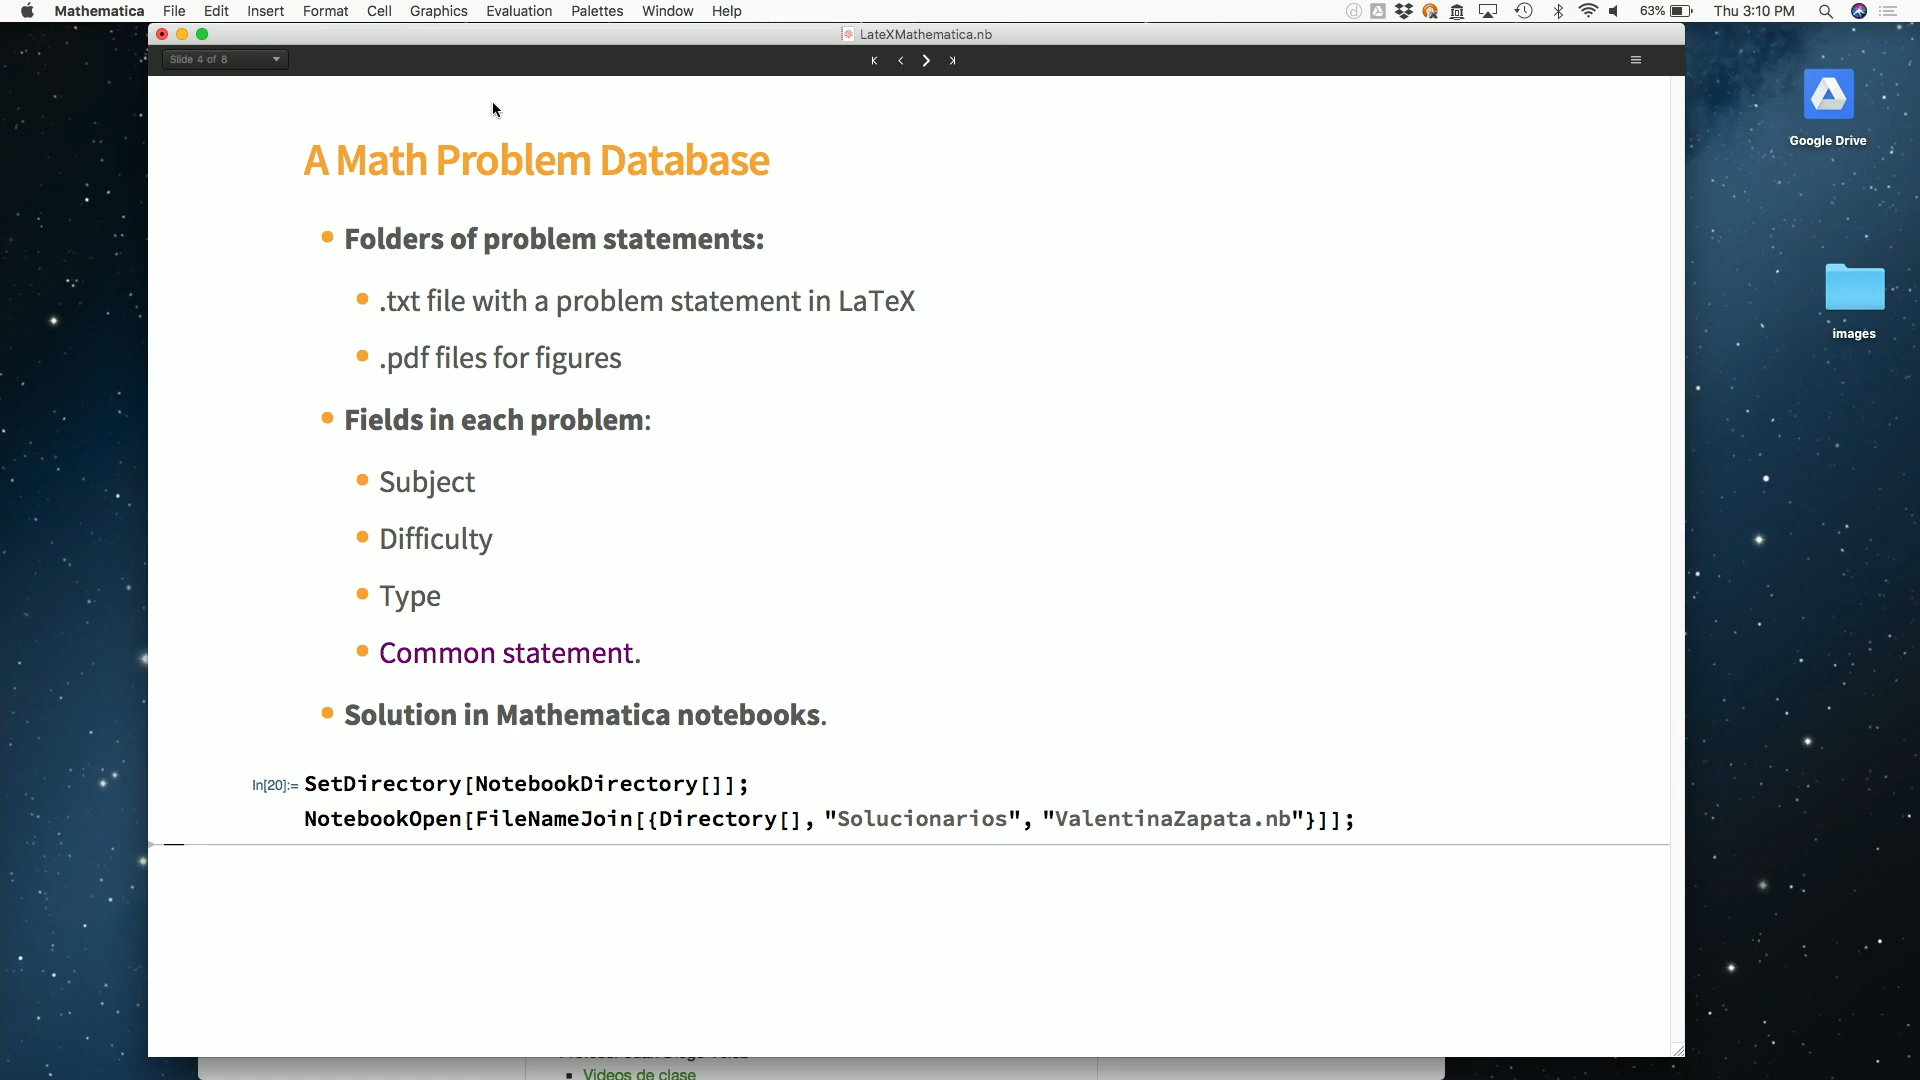 Mathematica File Edit Insert Format Cell Graphics Evaluation Palettes Window Help 63% Thu 3:10 PM
LateXMathematica.nb
Slide 4 of 8
Google Drive
images
A Math Problem Database
Folders of problem statements:
.txt file with a problem statement in LaTeX
.pdf files for figures
Fields in each problem:
Subject
Difficulty
Type
Common statement.
Solution in Mathematica notebooks.
In[20]:= SetDirectory[NotebookDirectory[]];
NotebookOpen[FileNameJoin[{Directory[], "Solucionarios", "ValentinaZapata.nb"}]];
Videos de clase